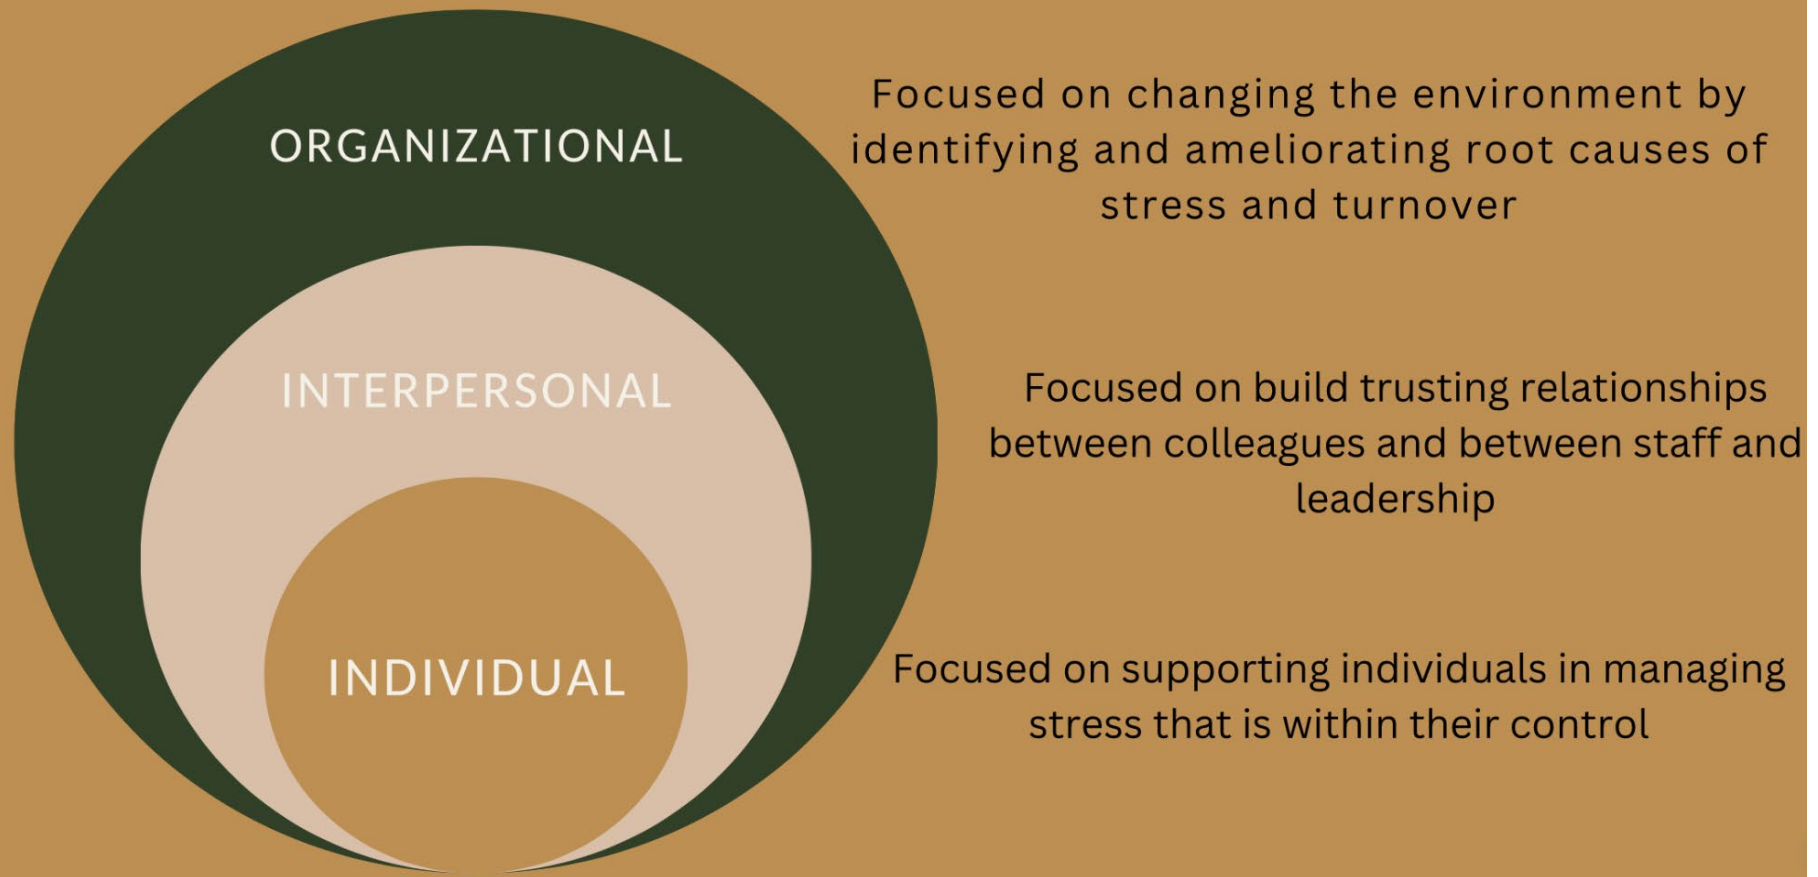 ORGANIZATIONAL
Focused on changing the environment by
identifying and ameliorating root causes of
stress and turnover
INTERPERSONAL
Focused on build trusting relationships
between colleagues and between staff and
leadership
INDIVIDUAL
Focused on supporting individuals in managing
stress that is within their control